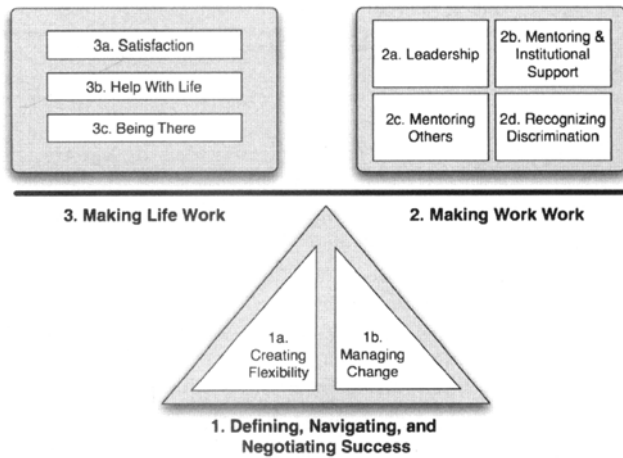 3a. Satisfaction
3b. Help With Life
3c. Being There
2a. Leadership
2b. Mentoring &
Institutional
Support
2c. Mentoring
Others
2d. Recognizing
Discrimination
3. Making Life Work
2. Making Work Work
1a.
Creating
Flexibility
1b.
Managing
Change
1. Defining, Navigating, and
Negotiating Success